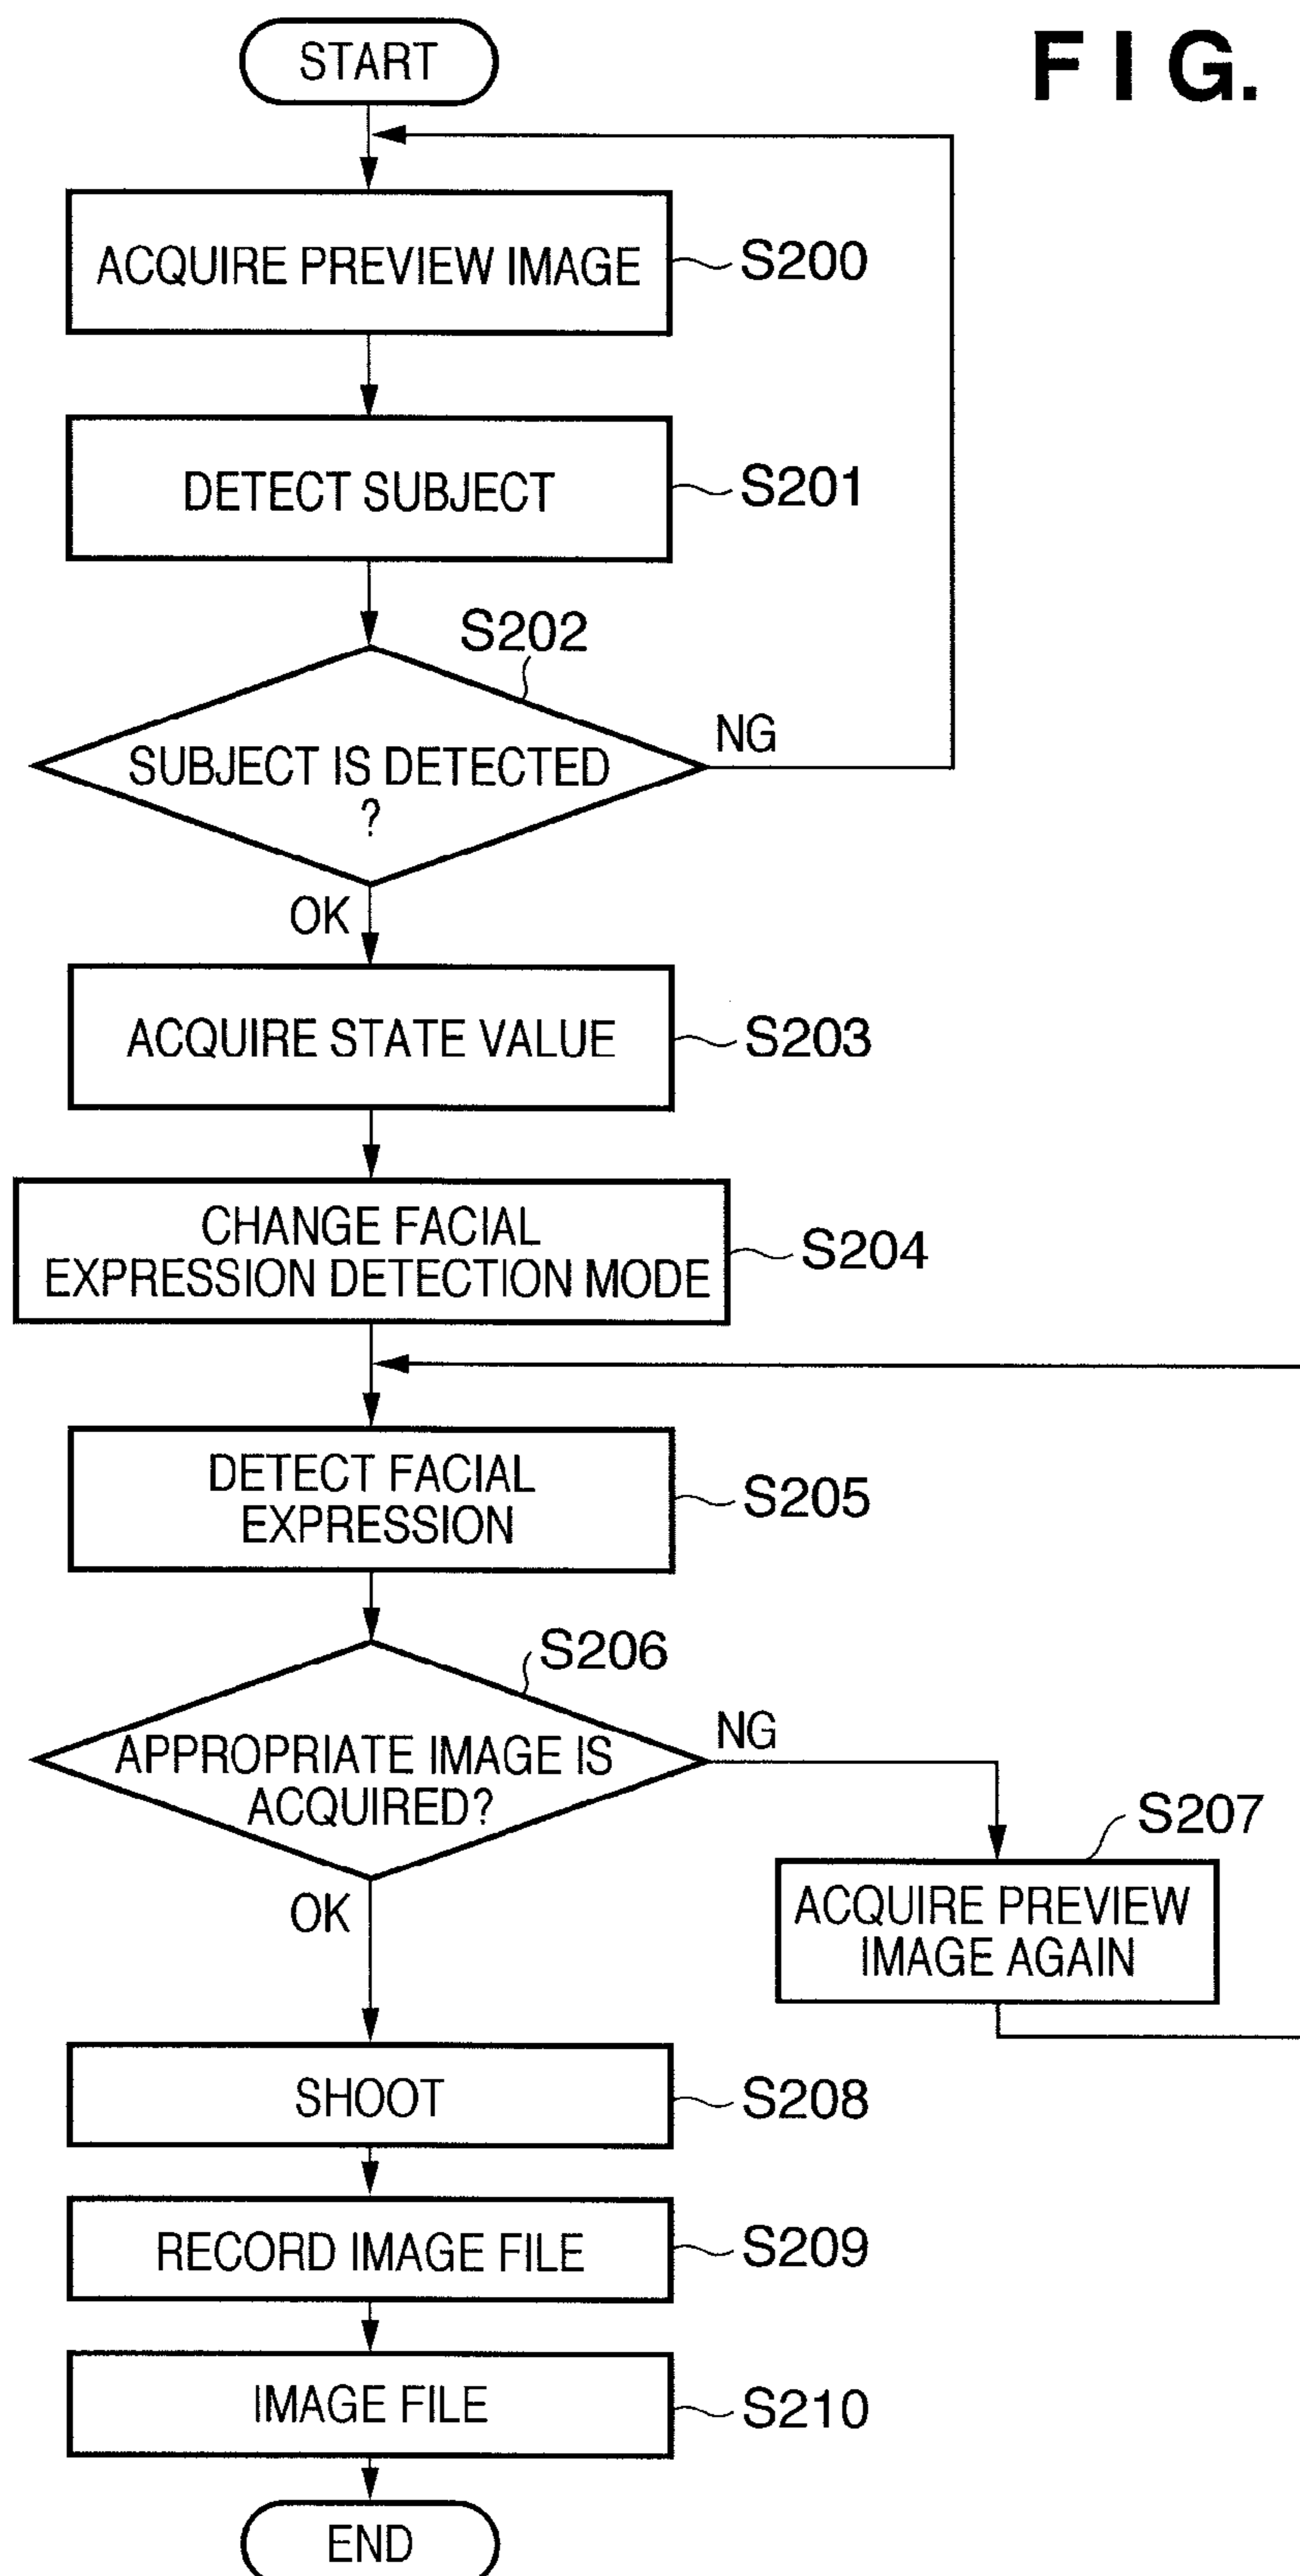 START
FIG.
ACQUIRE PREVIEW IMAGE
S200
DETECT SUBJECT
S201
S202
SUBJECT IS DETECTED
?
NG
OK
ACQUIRE STATE VALUE
S203
CHANGE FACIAL
EXPRESSION DETECTION MODE
S204
DETECT FACIAL
EXPRESSION
S205
S206
APPROPRIATE IMAGE IS
ACQUIRED?
NG
S207
ACQUIRE PREVIEW
IMAGE AGAIN
OK
SHOOT
S208
RECORD IMAGE FILE
S209
IMAGE FILE
S210
END